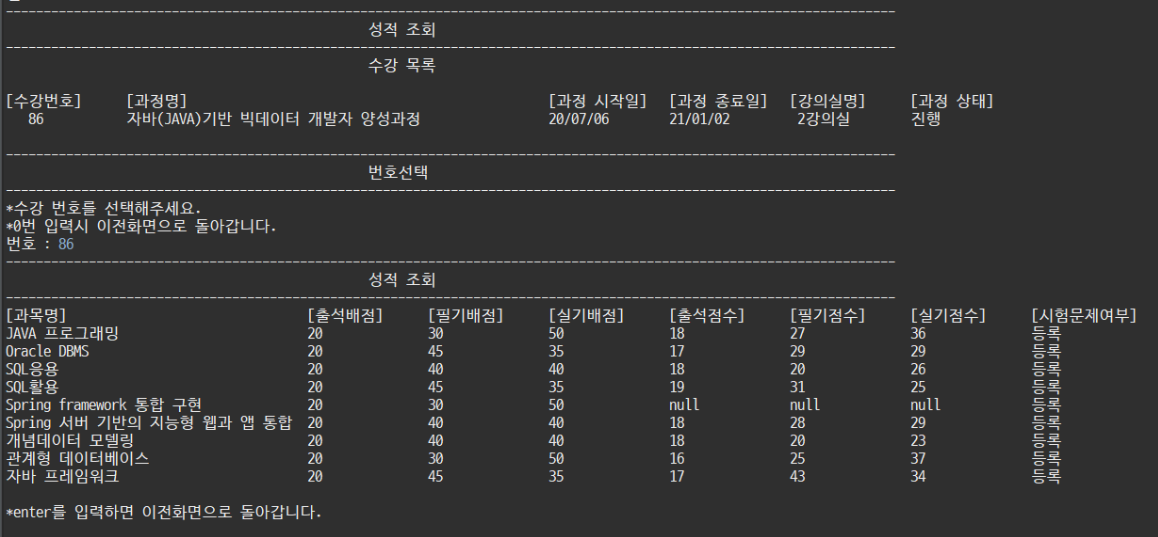 성적 조회
수강 목록
[수강번호] [과정명] [과정 시작일] [과정 종료일] [강의실명] [과정 상태]
86 자바(JAVA)기반 빅데이터 개발자 양성과정 20/07/06 21/01/02 2강의실 진행
번호선택
*수강 번호를 선택해주세요.
*0번 입력시 이전화면으로 돌아갑니다.
번호 : 86
성적 조회
[과목명] [출석배점] [필기배점] [실기배점] [출석점수] [필기점수] [실기점수] [시험문제여부]
JAVA 프로그래밍 20 30 50 18 27 36 등록
Oracle DBMS 20 45 35 17 29 29 등록
SQL응용 20 40 40 18 20 26 등록
SQL활용 20 45 35 19 31 25 등록
Spring framework 통합 구현 20 30 50 null null null 등록
Spring 서버 기반의 지능형 웹과 앱 통합 20 40 40 18 28 29 등록
개념데이터 모델링 20 40 40 18 20 23 등록
관계형 데이터베이스 20 30 50 16 25 37 등록
자바 프레임워크 20 45 35 17 43 34 등록
*enter를 입력하면 이전화면으로 돌아갑니다.